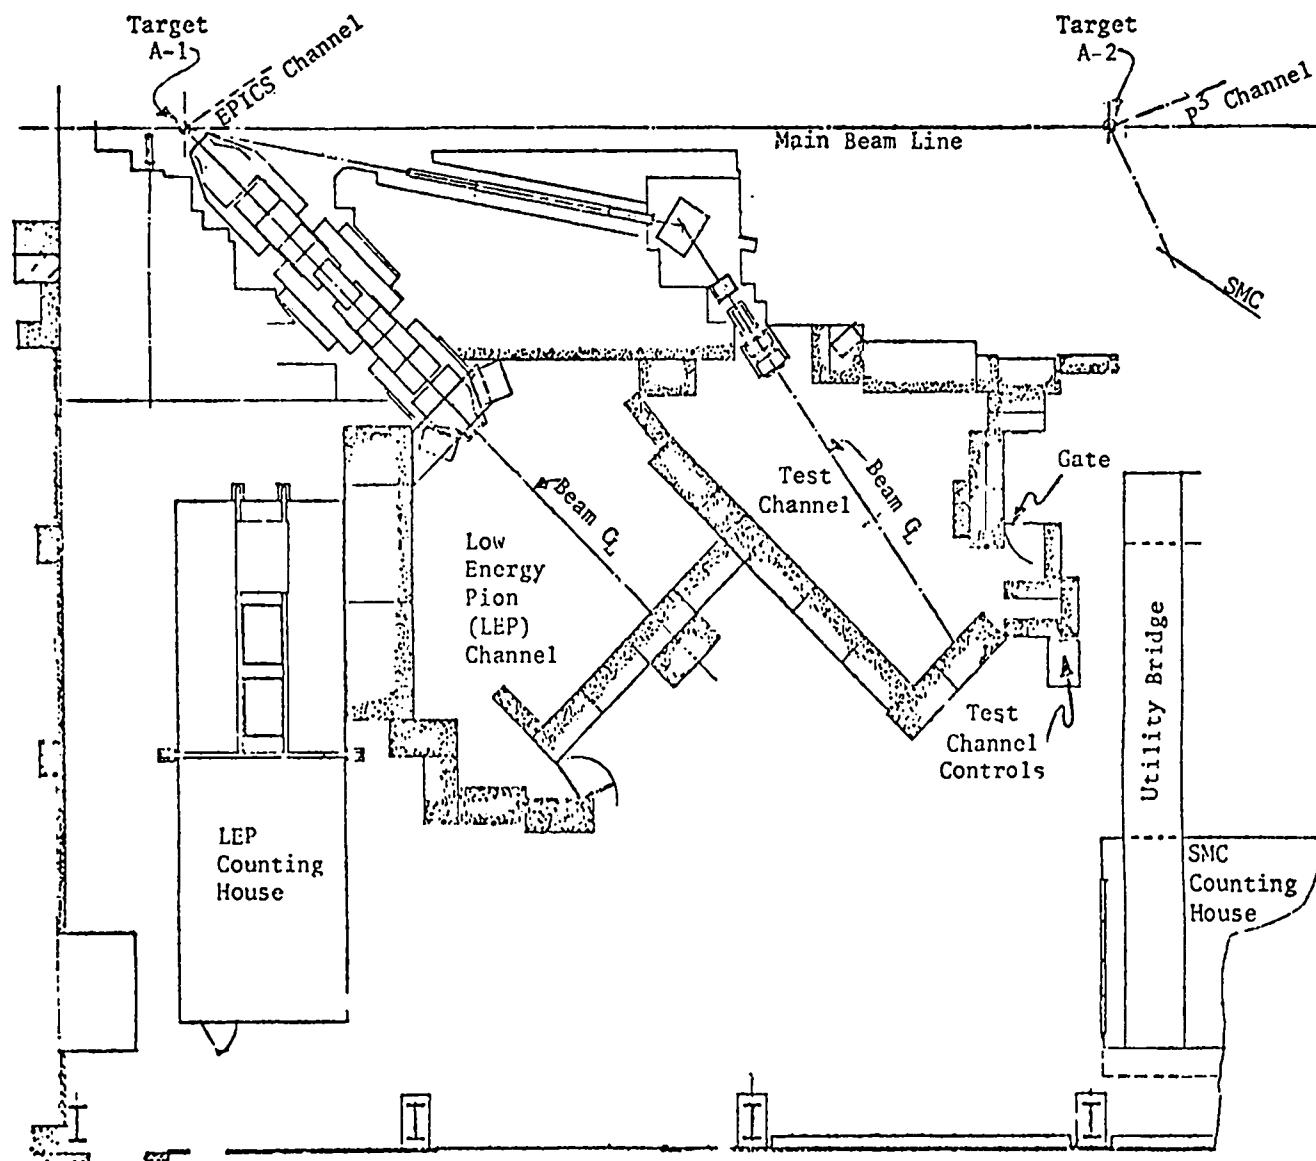 Target
A-1
EPICS Channel
Target
A-2
P³ Channel
Main Beam Line
SMC
Gate
Test
Channel
Beam ℄
Beam ℄
Low
Energy
Pion
(LEP)
Channel
Utility Bridge
Test
Channel
Controls
LEP
Counting
House
SMC
Counting
House